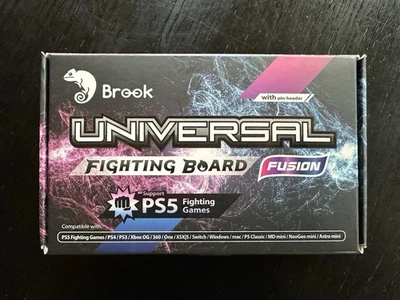 Brook
with pin-header
UNIVERSAL
FIGHTING BOARD FUSION
Support
PS5 Fighting
Games
Compatible with:
PS5 Fighting Games / PS4 / PS3 / Xbox OG / 360 / One / XSX|S / Switch / Windows / mac / PS Classic / MD mini / NeoGeo mini / Astro mini